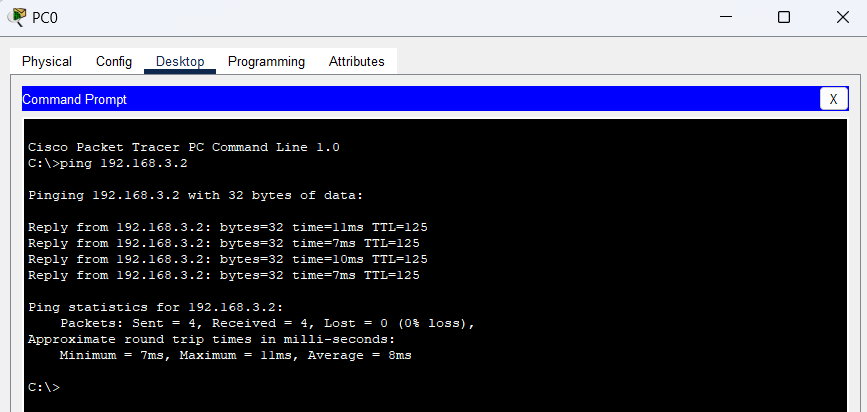 PC0
Physical Config Desktop Programming Attributes
Command Prompt X
Cisco Packet Tracer PC Command Line 1.0
C:\>ping 192.168.3.2
Pinging 192.168.3.2 with 32 bytes of data:
Reply from 192.168.3.2: bytes=32 time=11ms TTL=125
Reply from 192.168.3.2: bytes=32 time=7ms TTL=125
Reply from 192.168.3.2: bytes=32 time=10ms TTL=125
Reply from 192.168.3.2: bytes=32 time=7ms TTL=125
Ping statistics for 192.168.3.2:
    Packets: Sent = 4, Received = 4, Lost = 0 (0% loss),
Approximate round trip times in milli-seconds:
    Minimum = 7ms, Maximum = 11ms, Average = 8ms
C:\>